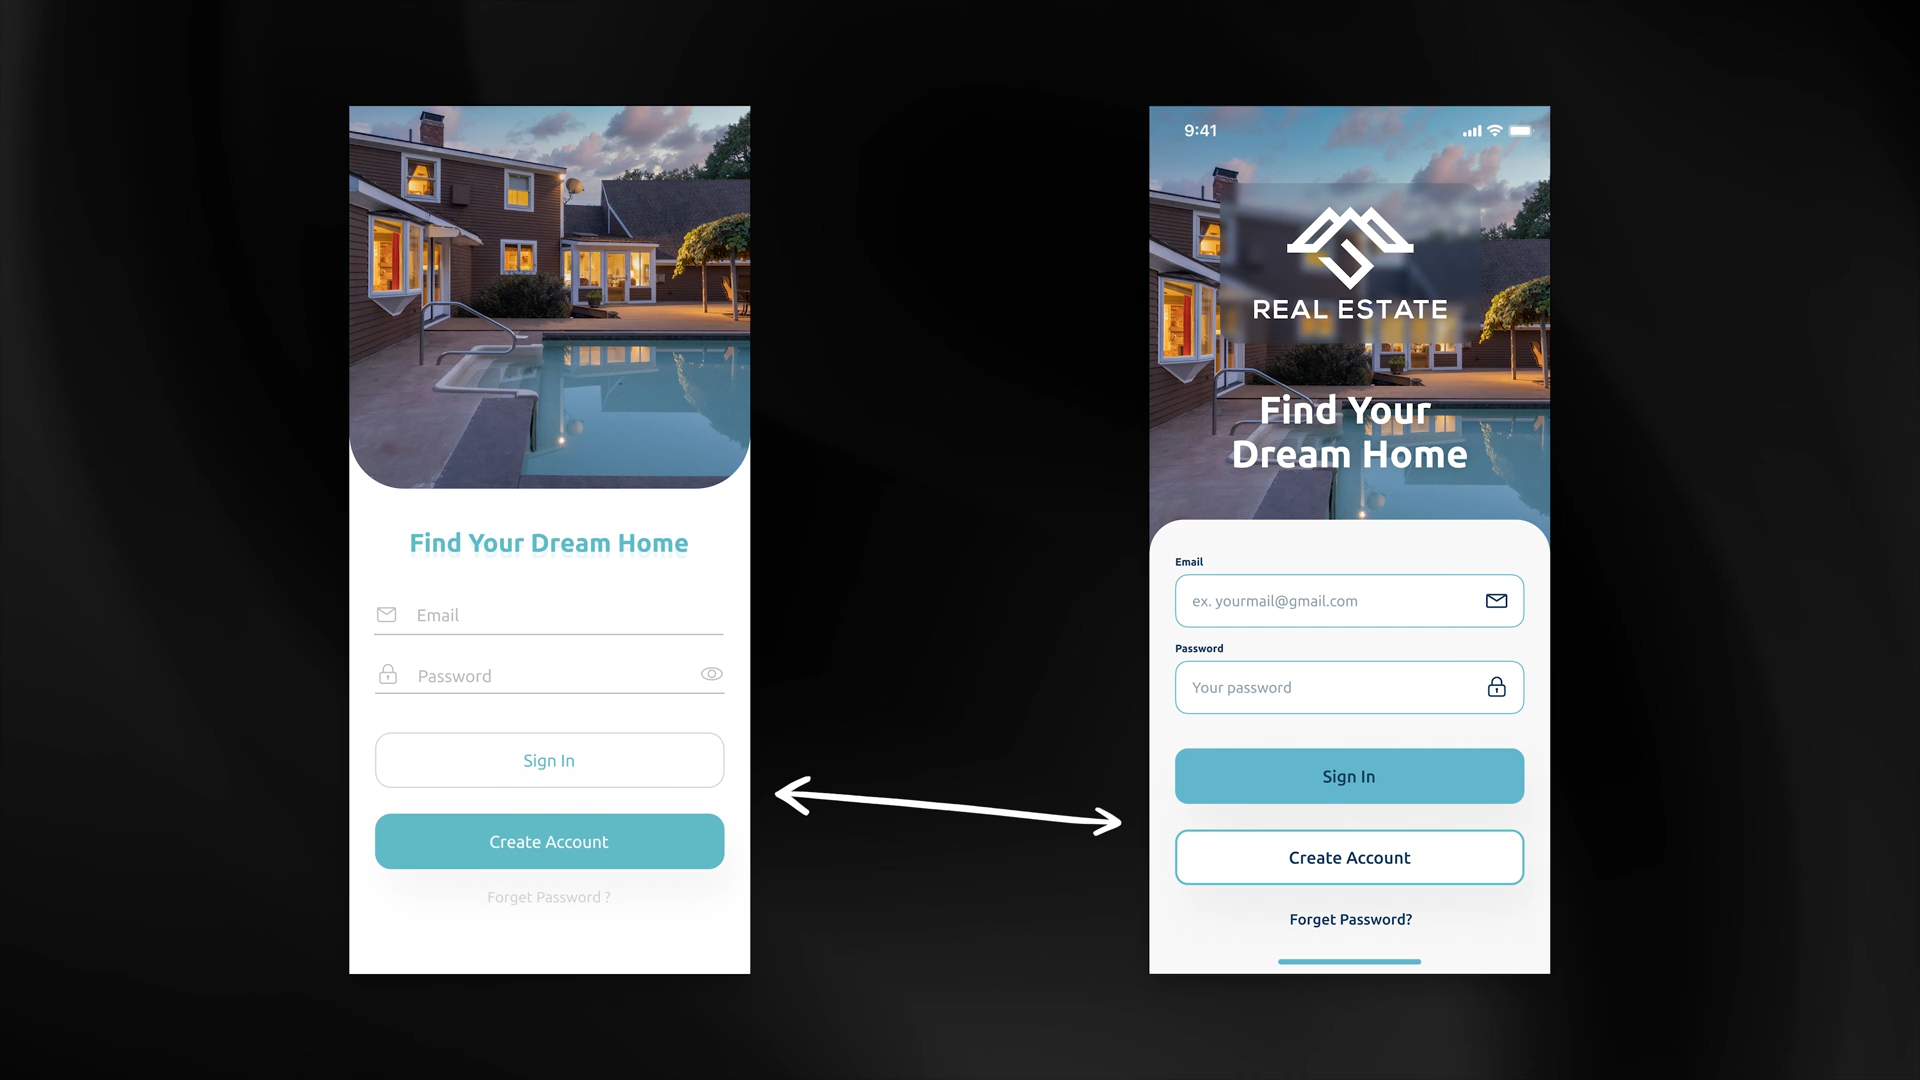 Find Your Dream Home
Email
Password
Sign In
Create Account
Forget Password ?
9:41
REAL ESTATE
Find Your
Dream Home
Email
ex. yourmail@gmail.com
Password
Your password
Sign In
Create Account
Forget Password?